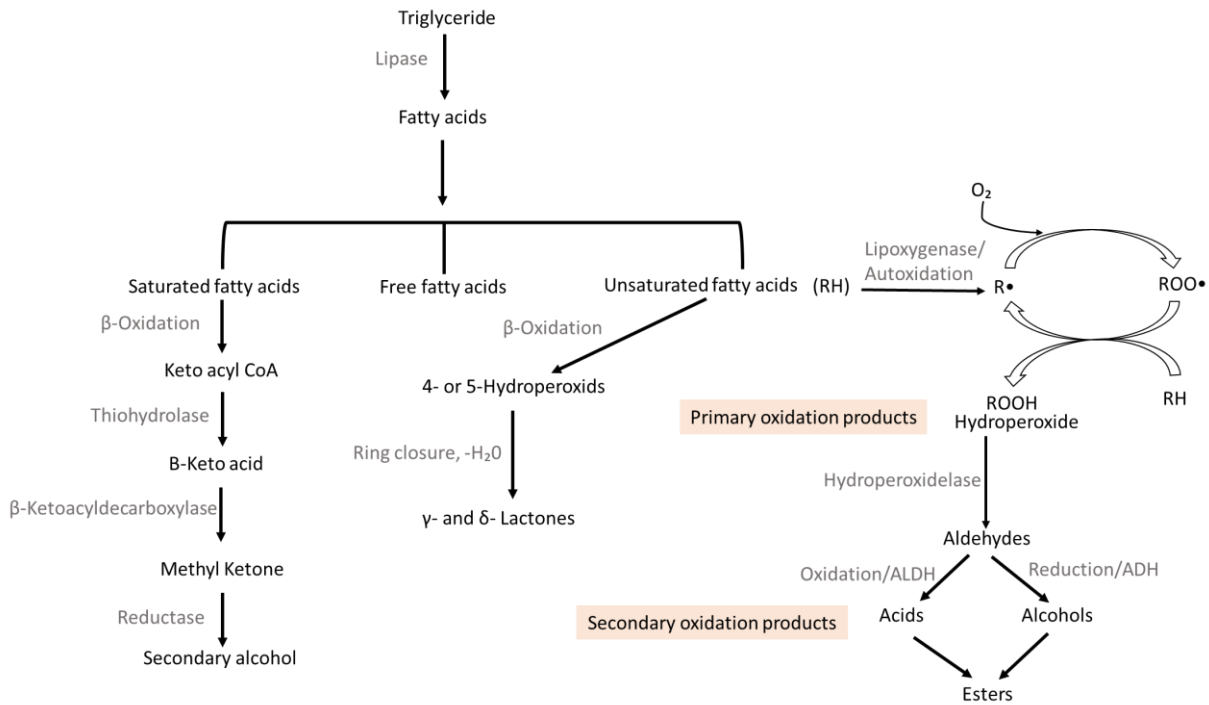 Triglyceride
Lipase
Fatty acids
O₂
Lipoxygenase/
Autoxidation
Saturated fatty acids
Free fatty acids
Unsaturated fatty acids (RH)
R•
ROO•
β-Oxidation
β-Oxidation
Keto acyl CoA
4- or 5-Hydroperoxids
Thiohydrolase
Primary oxidation products
ROOH
Hydroperoxide
RH
B-Keto acid
Ring closure, -H₂0
Hydroperoxidelase
β-Ketoacyldecarboxylase
γ- and δ- Lactones
Aldehydes
Methyl Ketone
Oxidation/ALDH
Reduction/ADH
Reductase
Secondary oxidation products
Acids
Alcohols
Secondary alcohol
Esters